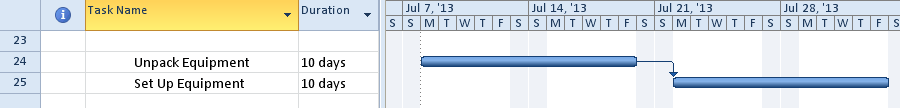 Task Name Duration Jul 7, '13 Jul 14, '13 Jul 21, '13 Jul 28, '13
S S M T W T F S S M T W T F S S M T W T F S S M T W T F S S
23
24 Unpack Equipment 10 days
25 Set Up Equipment 10 days